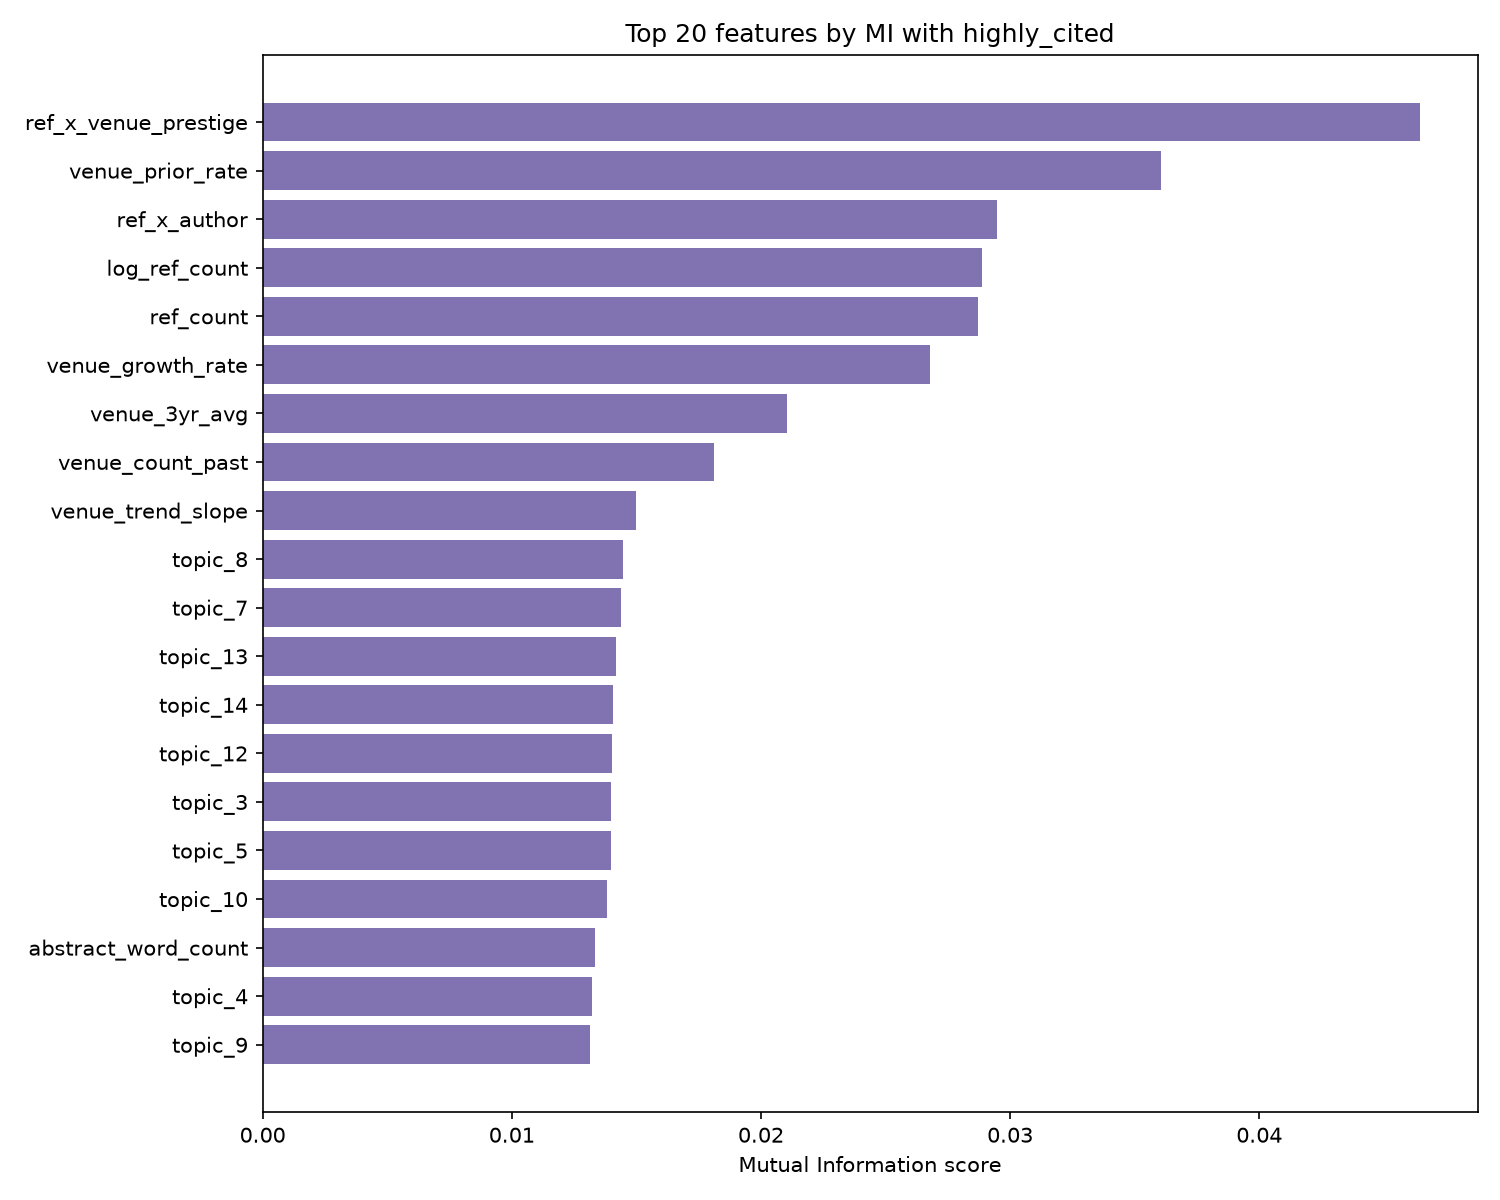 Top 20 features by MI with highly_cited
ref_x_venue_prestige
venue_prior_rate
ref_x_author
log_ref_count
ref_count
venue_growth_rate
venue_3yr_avg
venue_count_past
venue_trend_slope
topic_8
topic_7
topic_13
topic_14
topic_12
topic_3
topic_5
topic_10
abstract_word_count
topic_4
topic_9
0.00 0.01 0.02 0.03 0.04
Mutual Information score